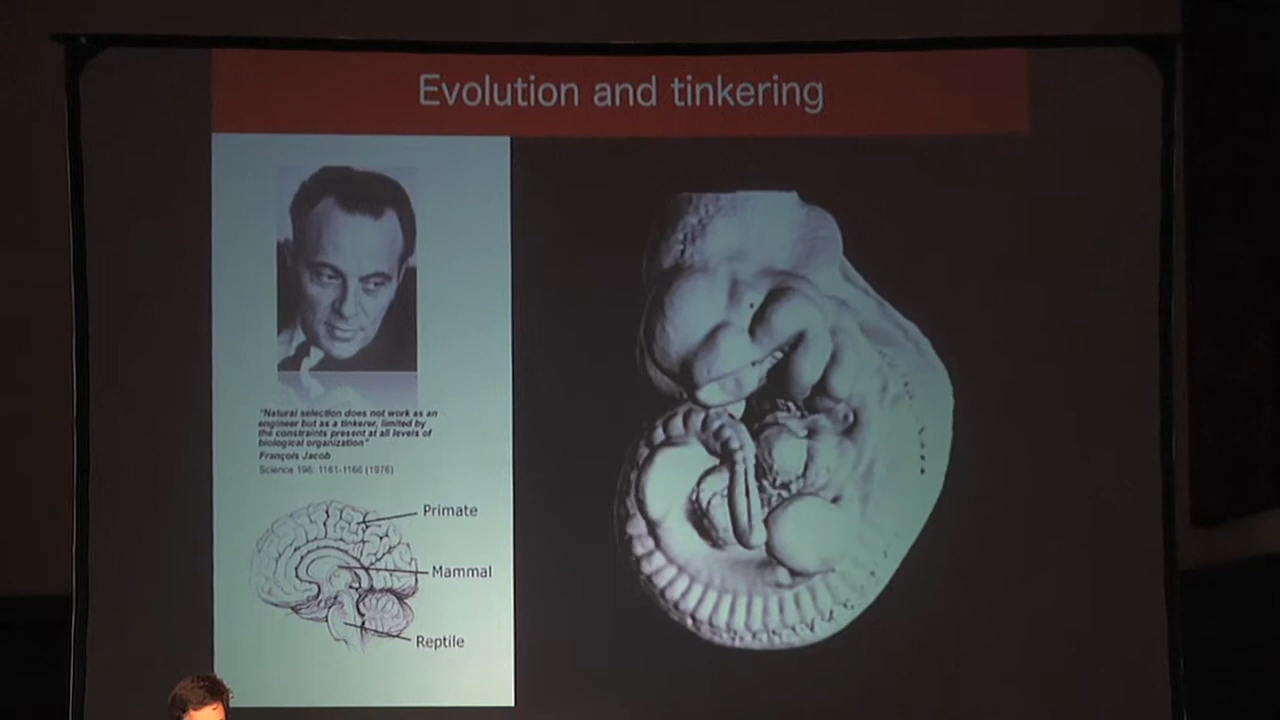 Evolution and tinkering
"Natural selection does not work as an
engineer but as a tinkerer, limited by
the constraints present at all levels of
biological organization"
François Jacob
Science 196: 1161-1166 (1976)
Primate
Mammal
Reptile